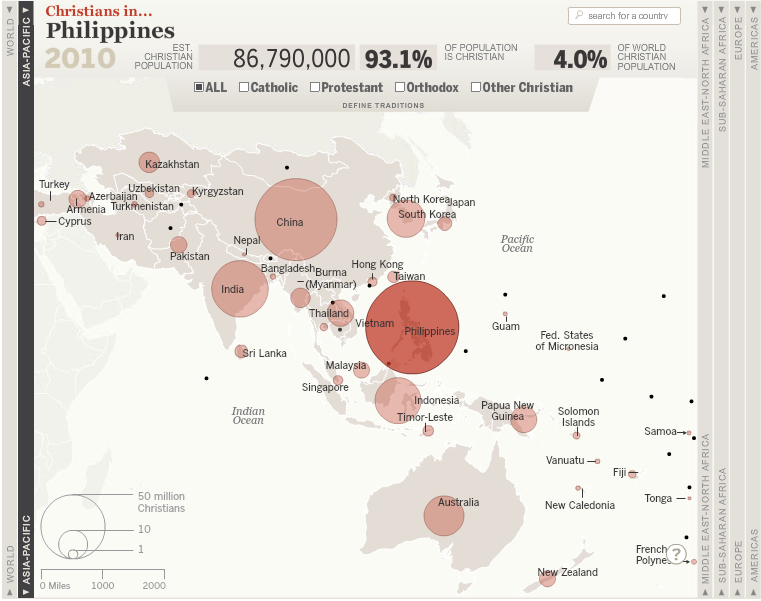 Christians in...
Philippines
search for a country
2010
EST. CHRISTIAN POPULATION
86,790,000
93.1%
OF POPULATION IS CHRISTIAN
4.0%
OF WORLD CHRISTIAN POPULATION
ALL Catholic Protestant Orthodox Other Christian
DEFINE TRADITIONS
WORLD
ASIA-PACIFIC
MIDDLE EAST-NORTH AFRICA
SUB-SAHARAN AFRICA
EUROPE
AMERICAS
Kazakhstan
Turkey
Uzbekistan
Kyrgyzstan
Azerbaijan
Armenia
Turkmenistan
Cyprus
North Korea
Japan
South Korea
China
Iran
Nepal
Pacific
Ocean
Pakistan
Bangladesh
Burma
(Myanmar)
Hong Kong
Taiwan
India
Thailand
Vietnam
Philippines
Guam
Fed. States
of Micronesia
Sri Lanka
Malaysia
Singapore
Indonesia
Indian
Ocean
Timor-Leste
Papua New
Guinea
Solomon
Islands
Samoa
Vanuatu
Fiji
Australia
New Caledonia
Tonga
50 million
Christians
10
1
French
Polynes
?
New Zealand
0 Miles 1000 2000
WORLD
ASIA-PACIFIC
MIDDLE EAST-NORTH AFRICA
SUB-SAHARAN AFRICA
EUROPE
AMERICAS